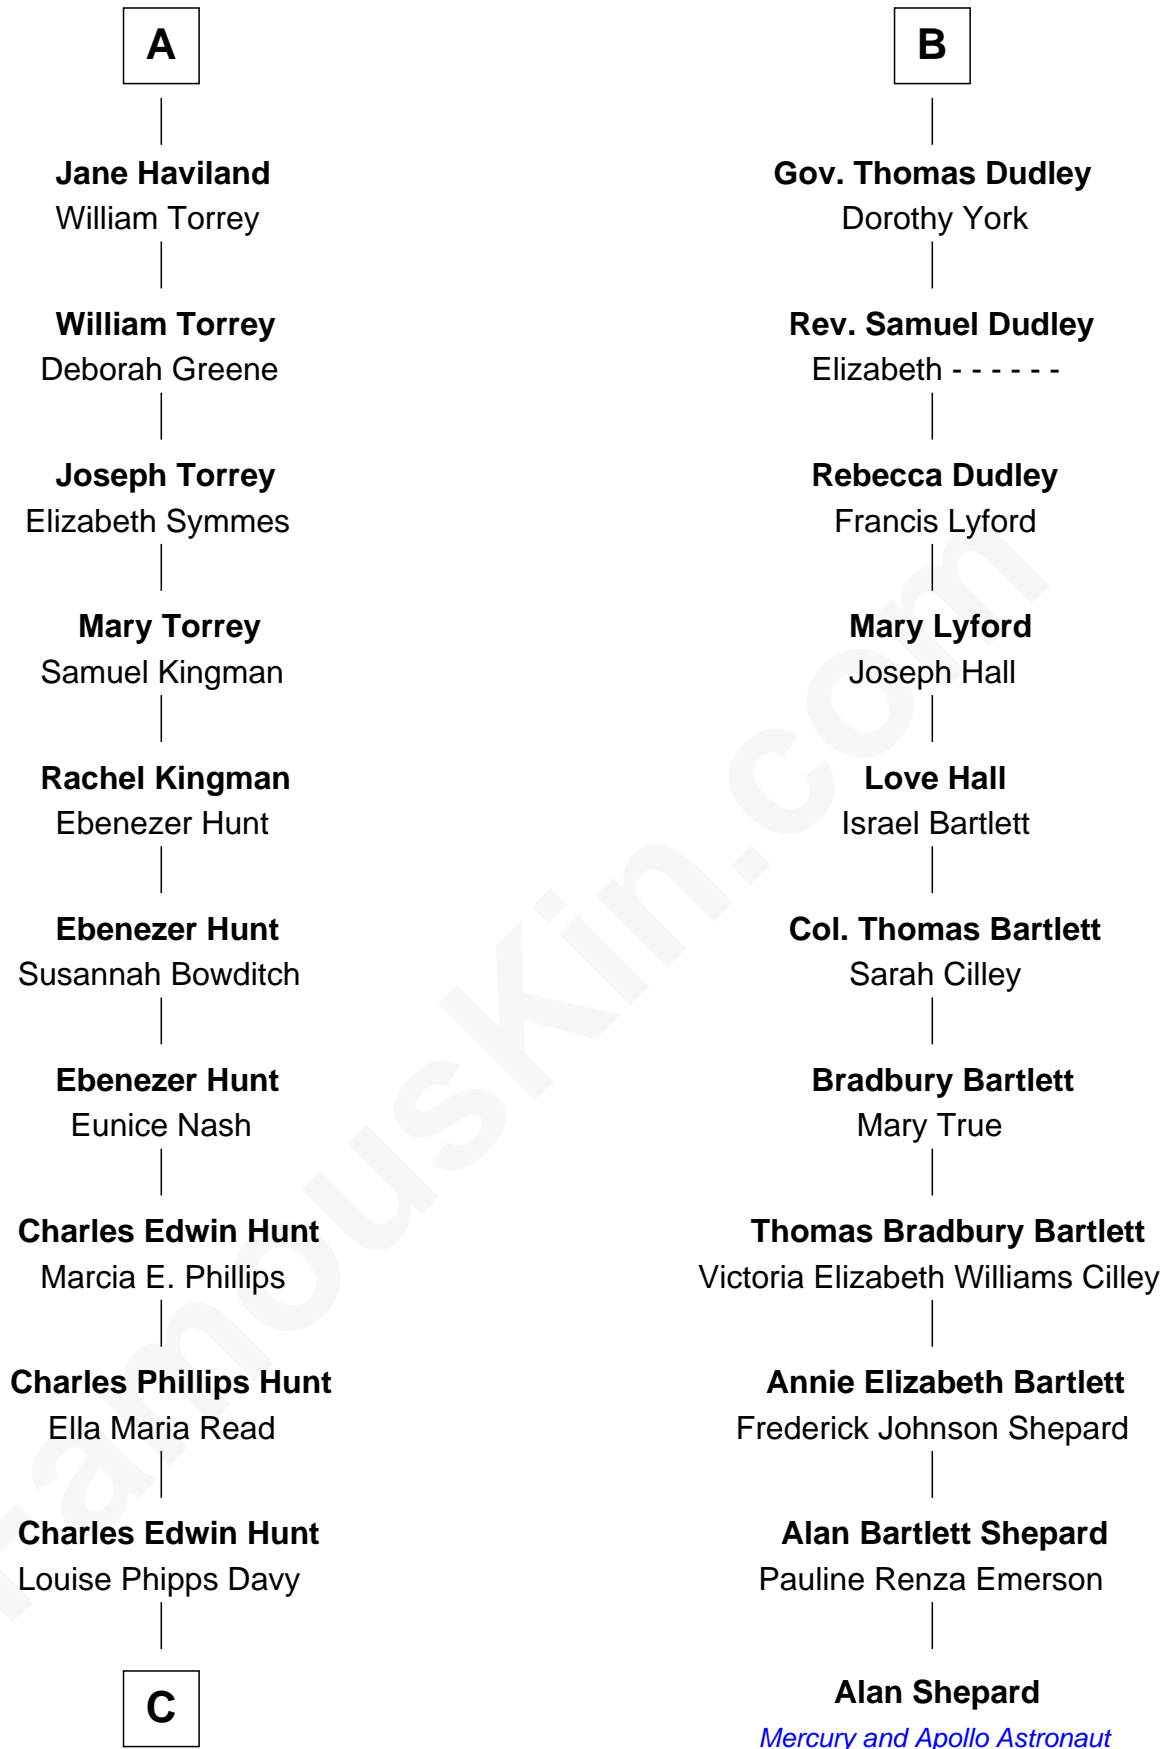 A
Jane Haviland
William Torrey
William Torrey
Deborah Greene
Joseph Torrey
Elizabeth Symmes
Mary Torrey
Samuel Kingman
Rachel Kingman
Ebenezer Hunt
Ebenezer Hunt
Susannah Bowditch
Ebenezer Hunt
Eunice Nash
Charles Edwin Hunt
Marcia E. Phillips
Charles Phillips Hunt
Ella Maria Read
Charles Edwin Hunt
Louise Phipps Davy
C
B
Gov. Thomas Dudley
Dorothy York
Rev. Samuel Dudley
Elizabeth - - - - - -
Rebecca Dudley
Francis Lyford
Mary Lyford
Joseph Hall
Love Hall
Israel Bartlett
Col. Thomas Bartlett
Sarah Cilley
Bradbury Bartlett
Mary True
Thomas Bradbury Bartlett
Victoria Elizabeth Williams Cilley
Annie Elizabeth Bartlett
Frederick Johnson Shepard
Alan Bartlett Shepard
Pauline Renza Emerson
Alan Shepard
Mercury and Apollo Astronaut
FamousKin.com